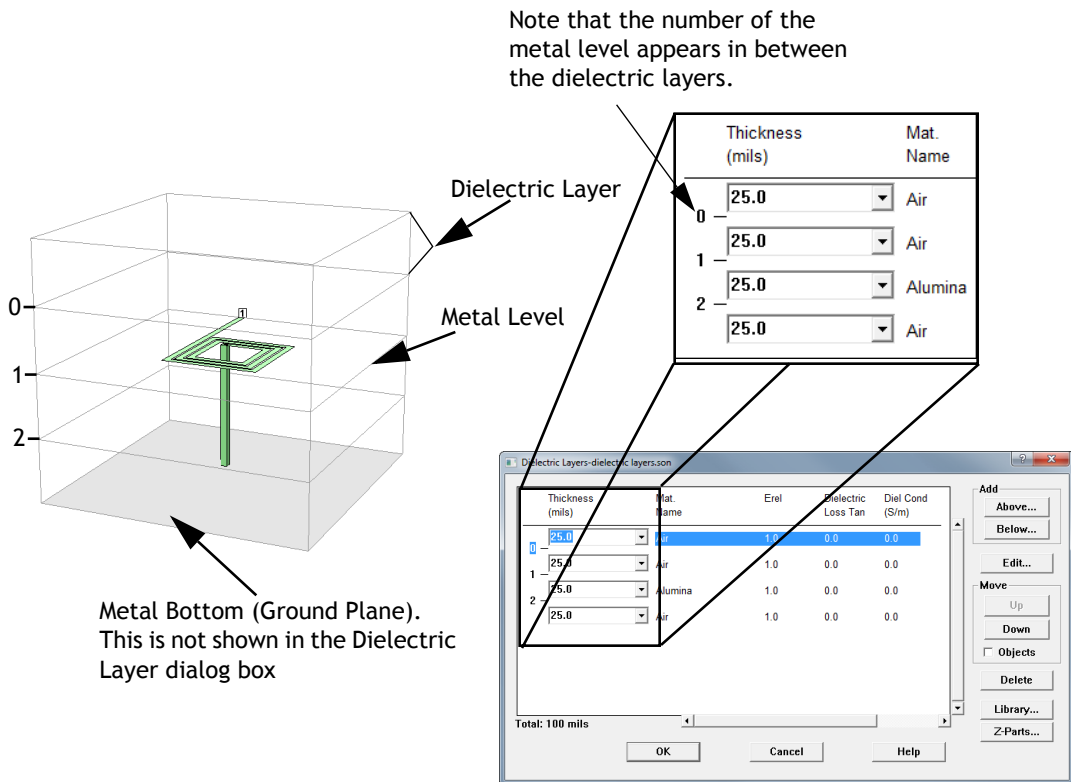 Note that the number of the
metal level appears in between
the dielectric layers.
Thickness
(mils)
Mat.
Name
25.0 Air
0
25.0 Air
1
25.0 Alumina
2
25.0 Air
Dielectric Layer
Metal Level
0
1
2
1
Metal Bottom (Ground Plane).
This is not shown in the Dielectric
Layer dialog box
Dielectric Layers-dielectric layers.son
Thickness
(mils)
Mat.
Name
Erel
Dielectric
Loss Tan
Diel Cond
(S/m)
25.0 Air 1.0 0.0 0.0
0
25.0 Air 1.0 0.0 0.0
1
25.0 Alumina 1.0 0.0 0.0
2
25.0 Air 1.0 0.0 0.0
Total: 100 mils
Add
Above...
Below...
Edit...
Move
Up
Down
Objects
Delete
Library...
Z-Parts...
OK
Cancel
Help